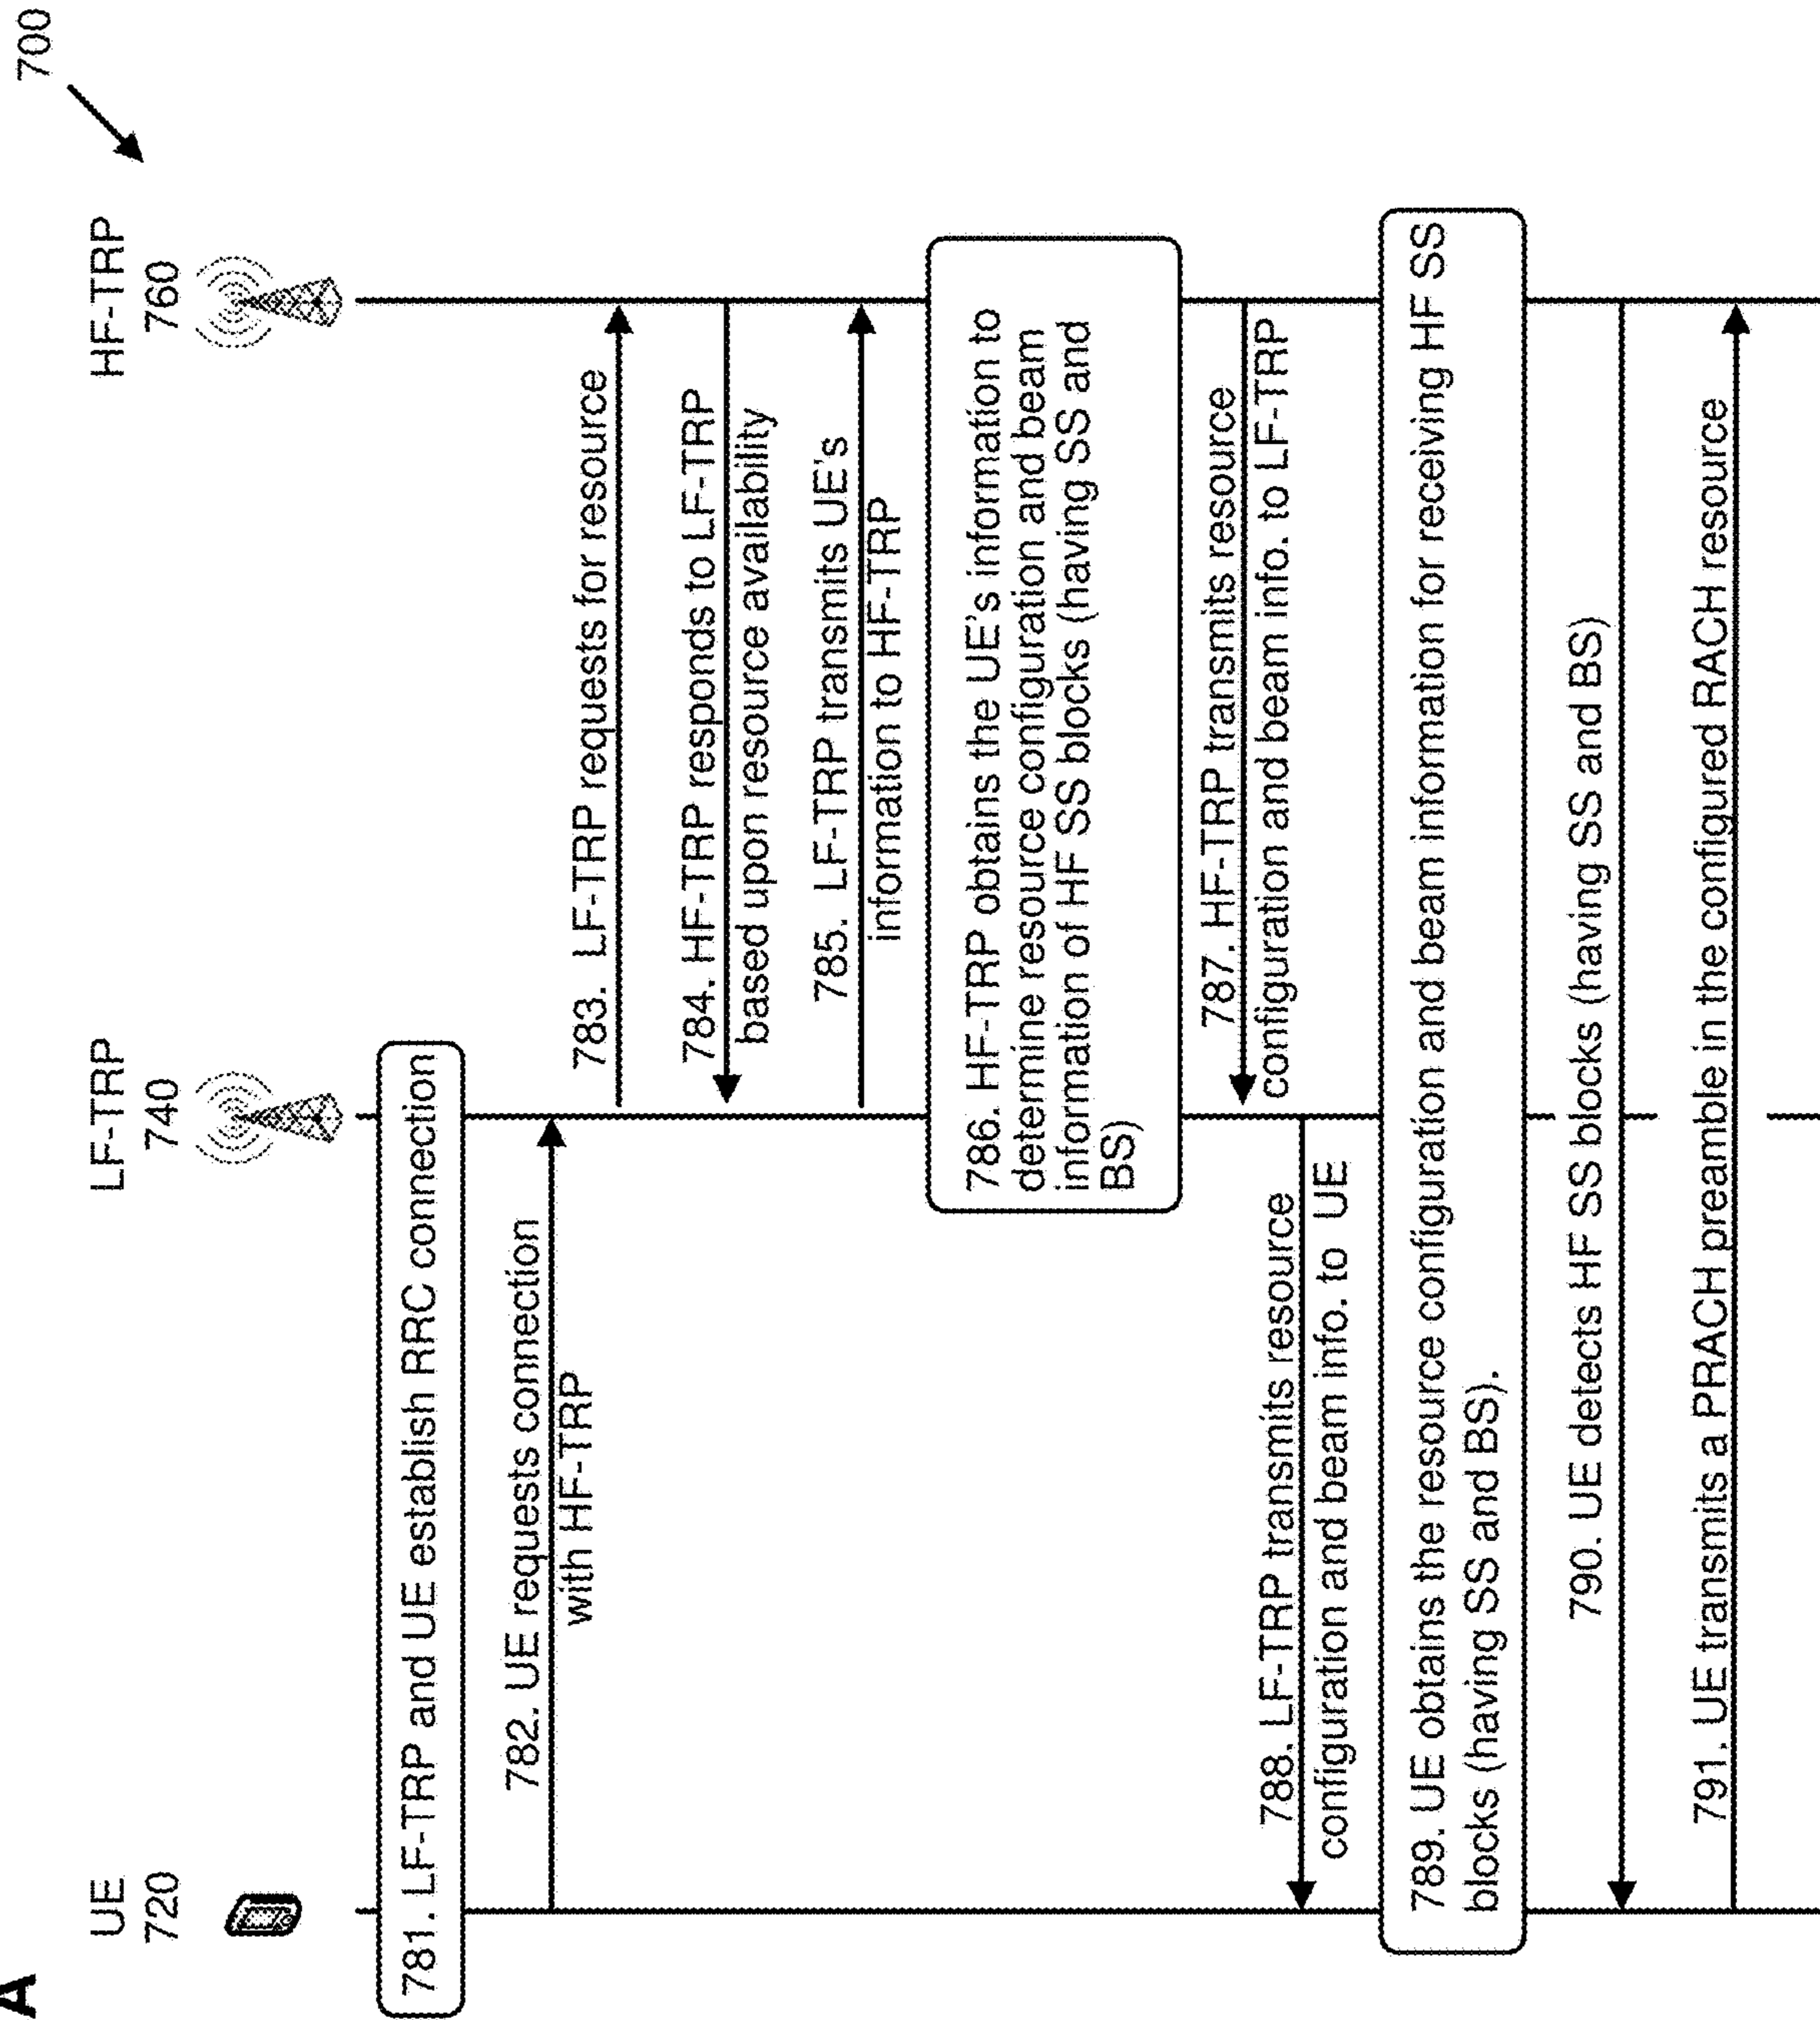 A
700
UE
720
LF-TRP
740
HF-TRP
760
781. LF-TRP and UE establish RRC connection
782. UE requests connection
with HF-TRP
783. LF-TRP requests for resource
784. HF-TRP responds to LF-TRP
based upon resource availability
785. LF-TRP transmits UE's
information to HF-TRP
786. HF-TRP obtains the UE's information to
determine resource configuration and beam
information of HF SS blocks (having SS and
BS)
787. HF-TRP transmits resource
configuration and beam info. to LF-TRP
788. LF-TRP transmits resource
configuration and beam info. to UE
789. UE obtains the resource configuration and beam information for receiving HF SS
blocks (having SS and BS).
790. UE detects HF SS blocks (having SS and BS)
791. UE transmits a PRACH preamble in the configured RACH resource